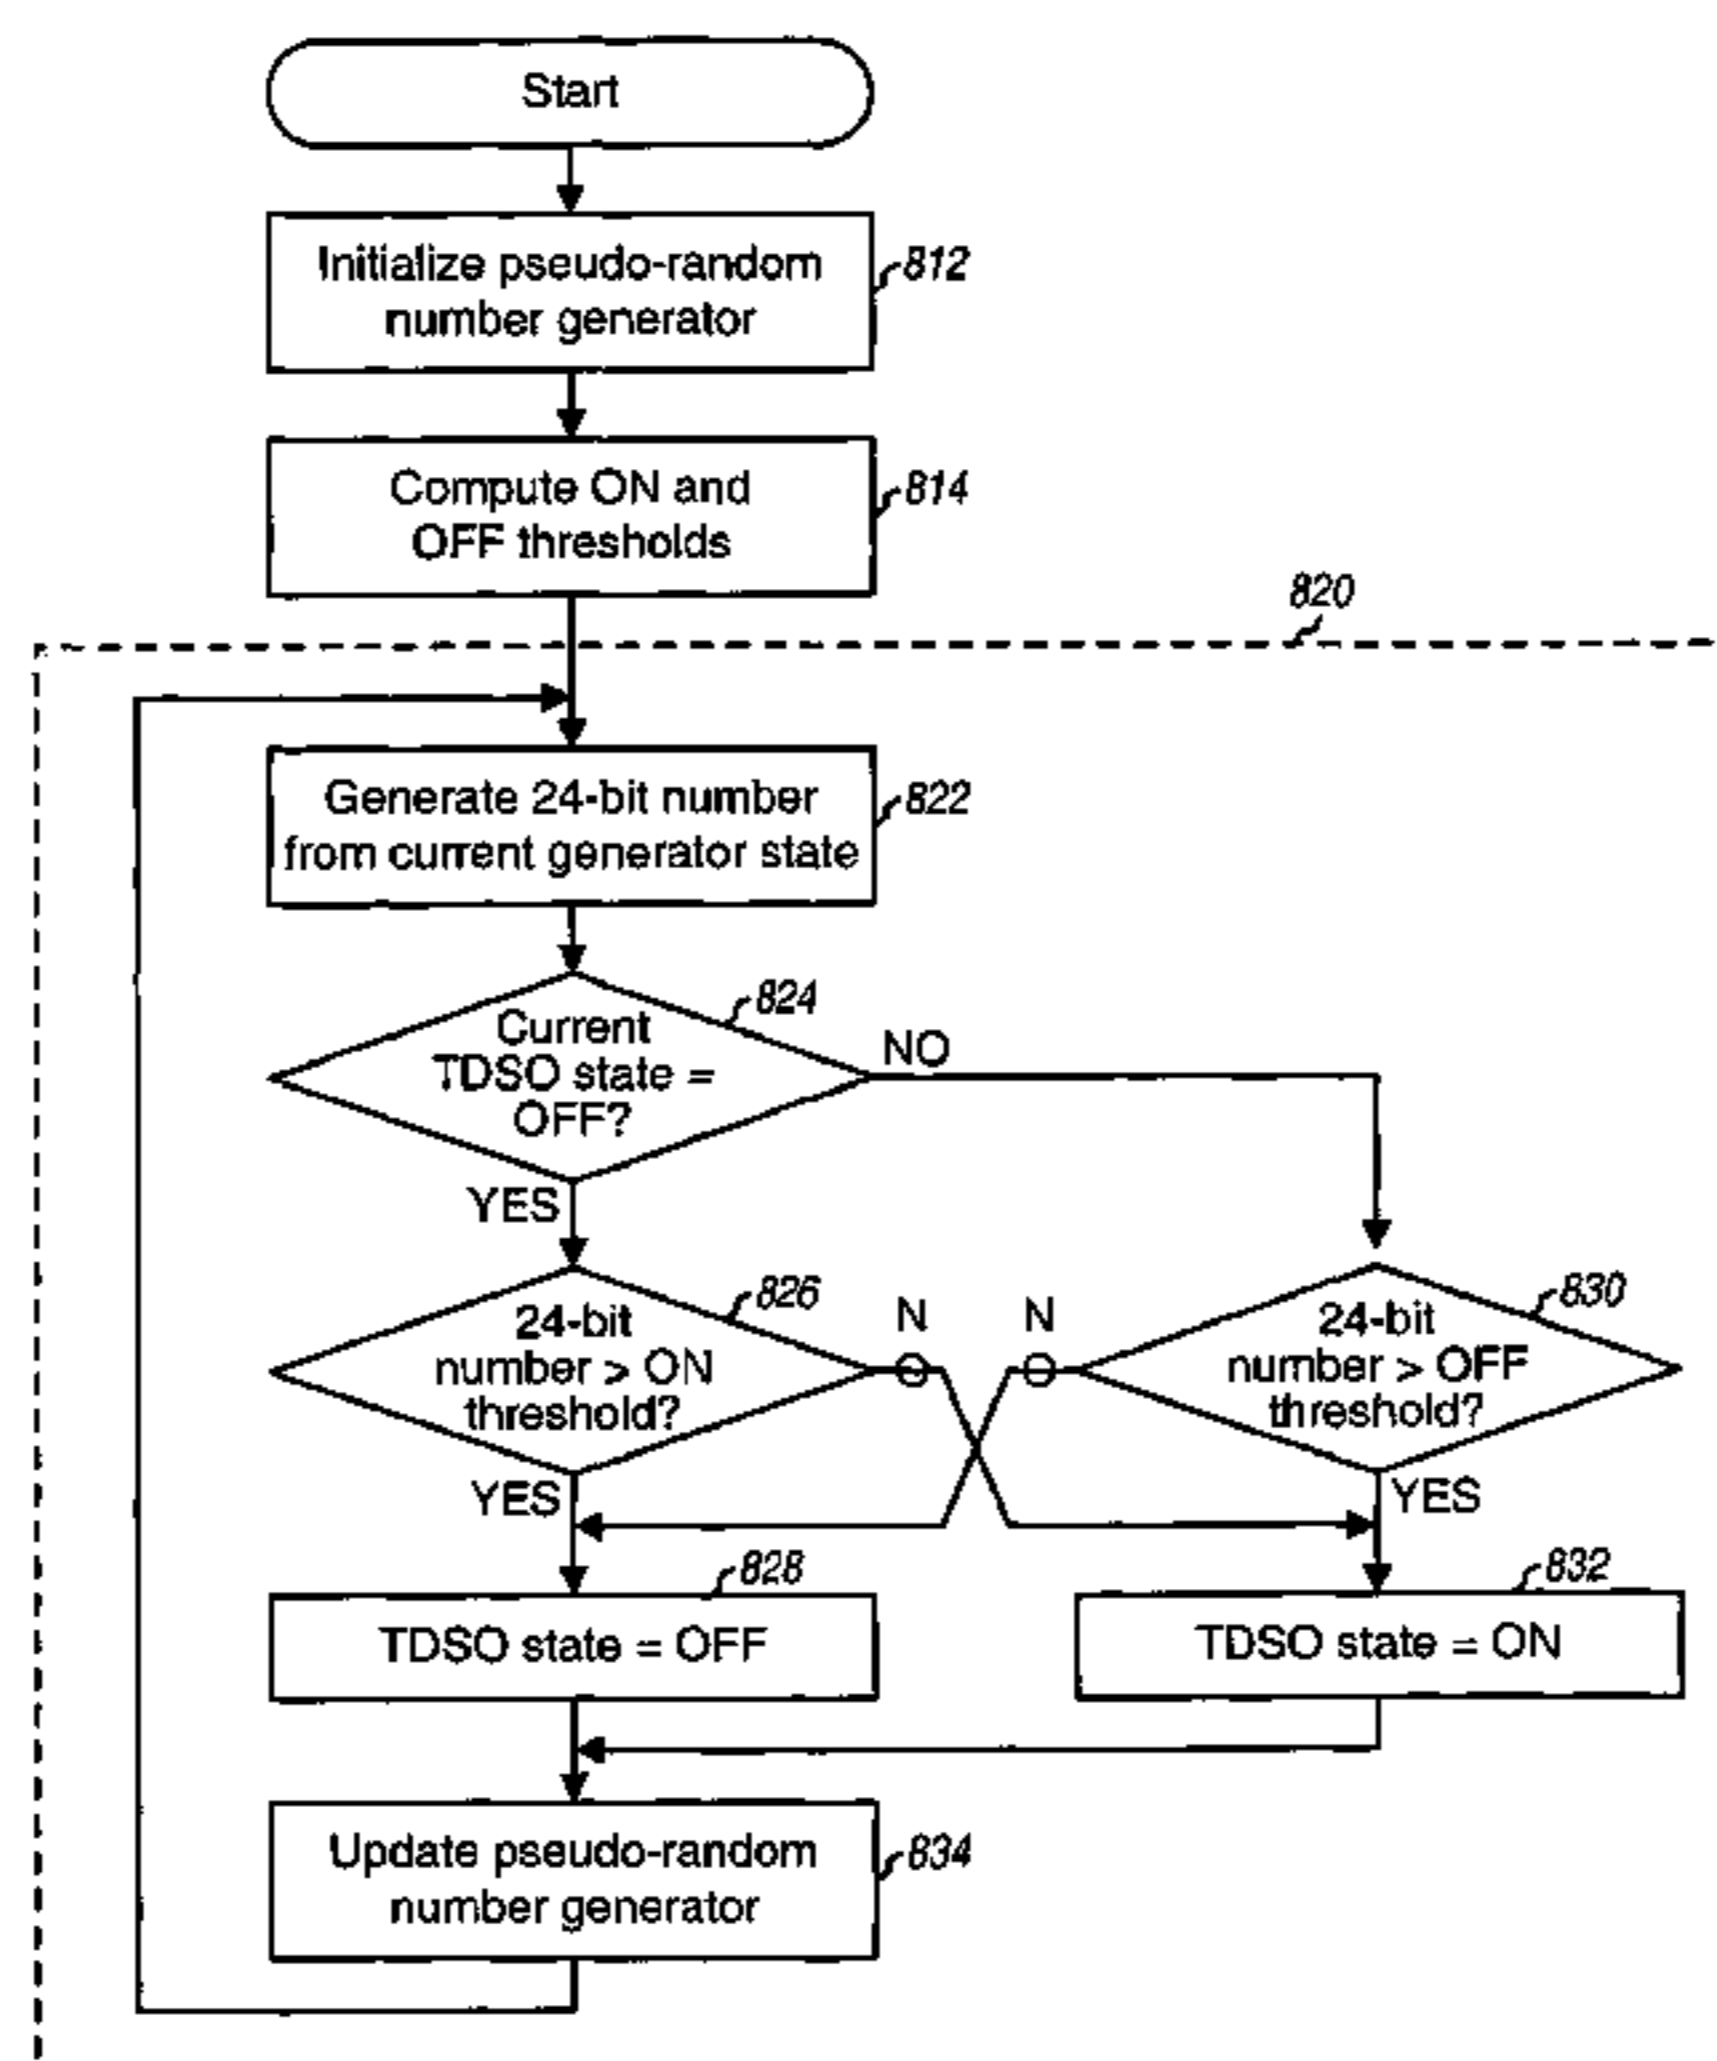 Start
Initialize pseudo-random
number generator
812
Compute ON and
OFF thresholds
814
820
Generate 24-bit number
from current generator state
822
824
Current
TDSO state =
OFF?
NO
YES
826
24-bit
number > ON
threshold?
N
N
830
24-bit
number > OFF
threshold?
YES
YES
828
TDSO state = OFF
832
TDSO state = ON
Update pseudo-random
number generator
834